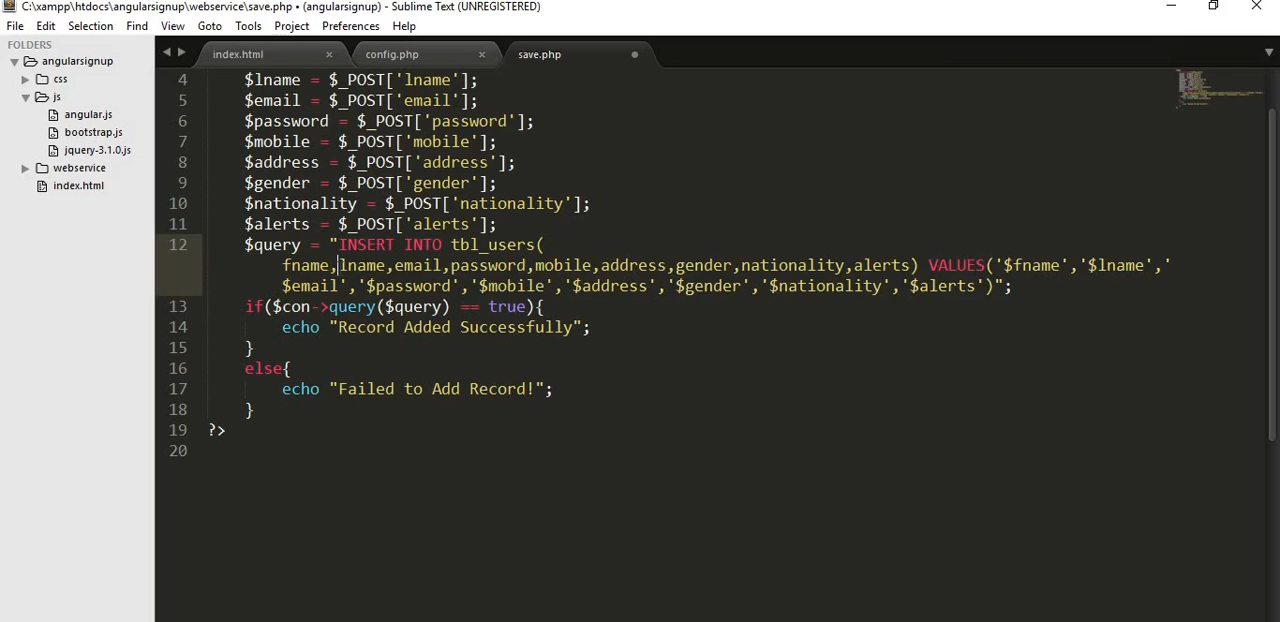 C:\xampp\htdocs\angularsignup\webservice\save.php • (angularsignup) - Sublime Text (UNREGISTERED)
File Edit Selection Find View Goto Tools Project Preferences Help
FOLDERS
angularsignup
css
js
angular.js
bootstrap.js
jquery-3.1.0.js
webservice
index.html
index.html × config.php × save.php
4 $lname = $_POST['lname'];
5 $email = $_POST['email'];
6 $password = $_POST['password'];
7 $mobile = $_POST['mobile'];
8 $address = $_POST['address'];
9 $gender = $_POST['gender'];
10 $nationality = $_POST['nationality'];
11 $alerts = $_POST['alerts'];
12 $query = "INSERT INTO tbl_users(
fname,lname,email,password,mobile,address,gender,nationality,alerts) VALUES('$fname','$lname','
$email','$password','$mobile','$address','$gender','$nationality','$alerts')";
13 if($con->query($query) == true){
14 echo "Record Added Successfully";
15 }
16 else{
17 echo "Failed to Add Record!";
18 }
19 ?>
20